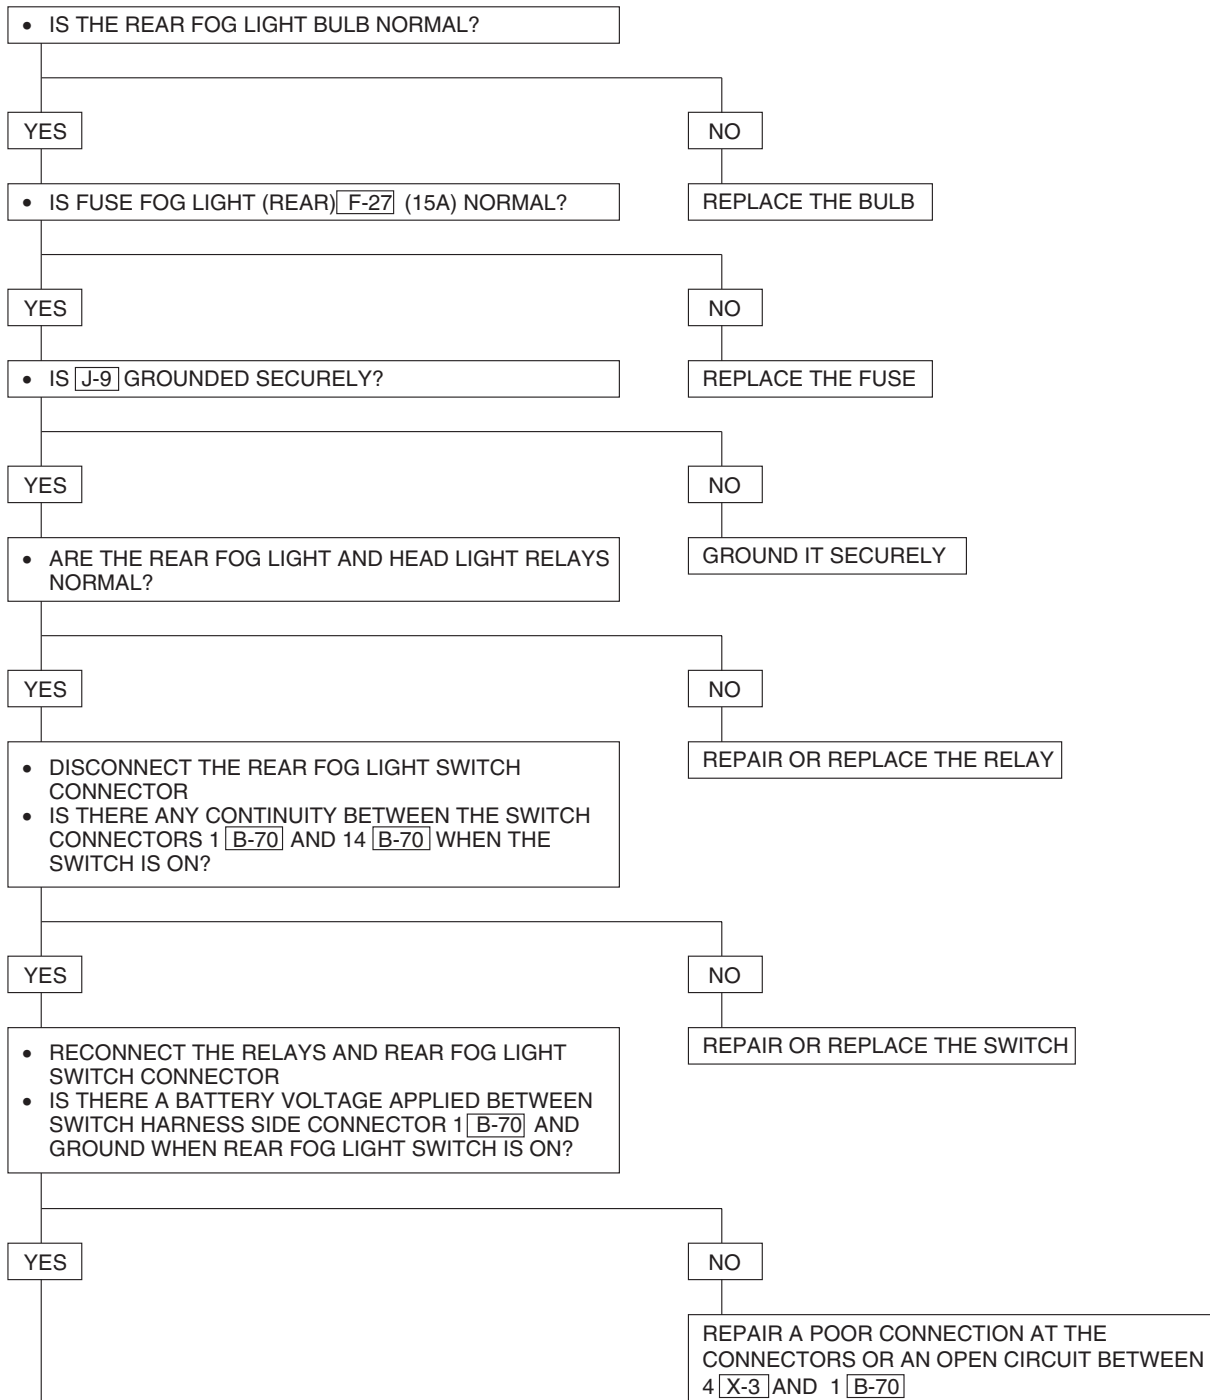 • IS THE REAR FOG LIGHT BULB NORMAL?
YES
NO
• IS FUSE FOG LIGHT (REAR) F-27 (15A) NORMAL?
REPLACE THE BULB
YES
NO
• IS J-9 GROUNDED SECURELY?
REPLACE THE FUSE
YES
NO
• ARE THE REAR FOG LIGHT AND HEAD LIGHT RELAYS
NORMAL?
GROUND IT SECURELY
YES
NO
• DISCONNECT THE REAR FOG LIGHT SWITCH
CONNECTOR
• IS THERE ANY CONTINUITY BETWEEN THE SWITCH
CONNECTORS 1 B-70 AND 14 B-70 WHEN THE
SWITCH IS ON?
REPAIR OR REPLACE THE RELAY
YES
NO
• RECONNECT THE RELAYS AND REAR FOG LIGHT
SWITCH CONNECTOR
• IS THERE A BATTERY VOLTAGE APPLIED BETWEEN
SWITCH HARNESS SIDE CONNECTOR 1 B-70 AND
GROUND WHEN REAR FOG LIGHT SWITCH IS ON?
REPAIR OR REPLACE THE SWITCH
YES
NO
REPAIR A POOR CONNECTION AT THE
CONNECTORS OR AN OPEN CIRCUIT BETWEEN
4 X-3 AND 1 B-70